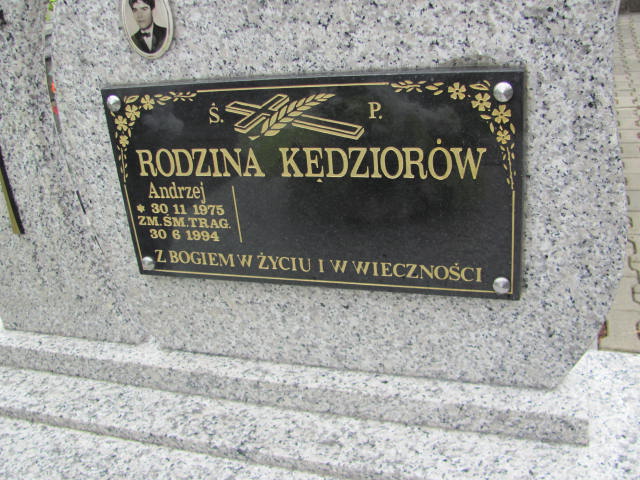 Ś. P.
RODZINA KĘDZIORÓW
Andrzej
* 30 11 1975
ZM. ŚM. TRAG.
30 6 1994
Z BOGIEM W ŻYCIU I W WIECZNOŚCI